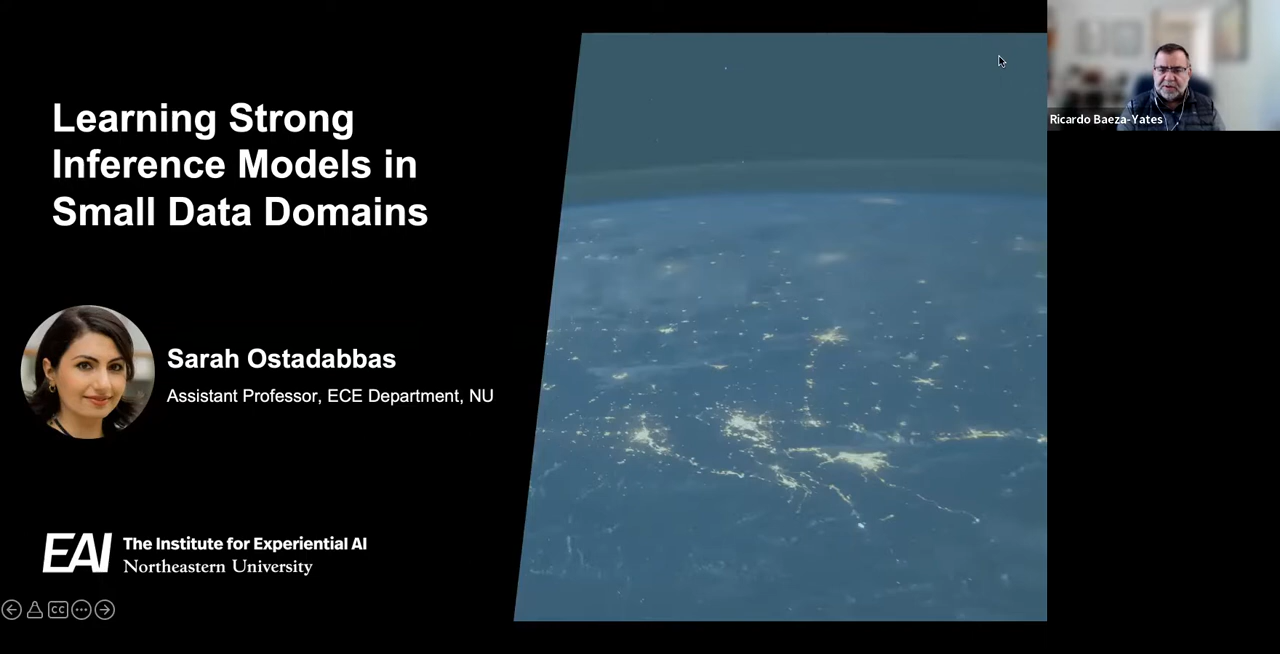 Learning Strong
Inference Models in
Small Data Domains
Sarah Ostadabbas
Assistant Professor, ECE Department, NU
EAI
The Institute for Experiential AI
Northeastern University
CC
Ricardo Baeza-Yates